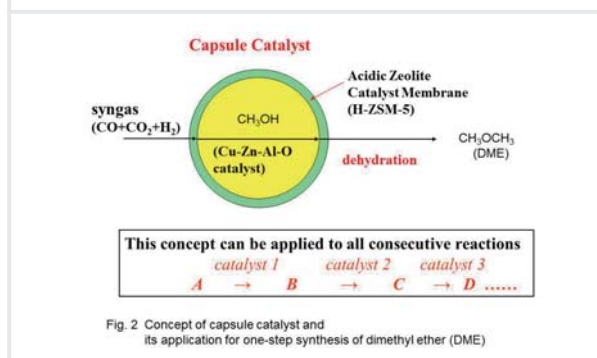 Capsule Catalyst
Acidic Zeolite
Catalyst Membrane
(H-ZSM-5)
syngas
(CO+CO₂+H₂)
CH₃OH
(Cu-Zn-Al-O
catalyst)
dehydration
CH₃OCH₃
(DME)
This concept can be applied to all consecutive reactions
catalyst 1 catalyst 2 catalyst 3
A → B → C → D ......
Fig. 2 Concept of capsule catalyst and
its application for one-step synthesis of dimethyl ether (DME)